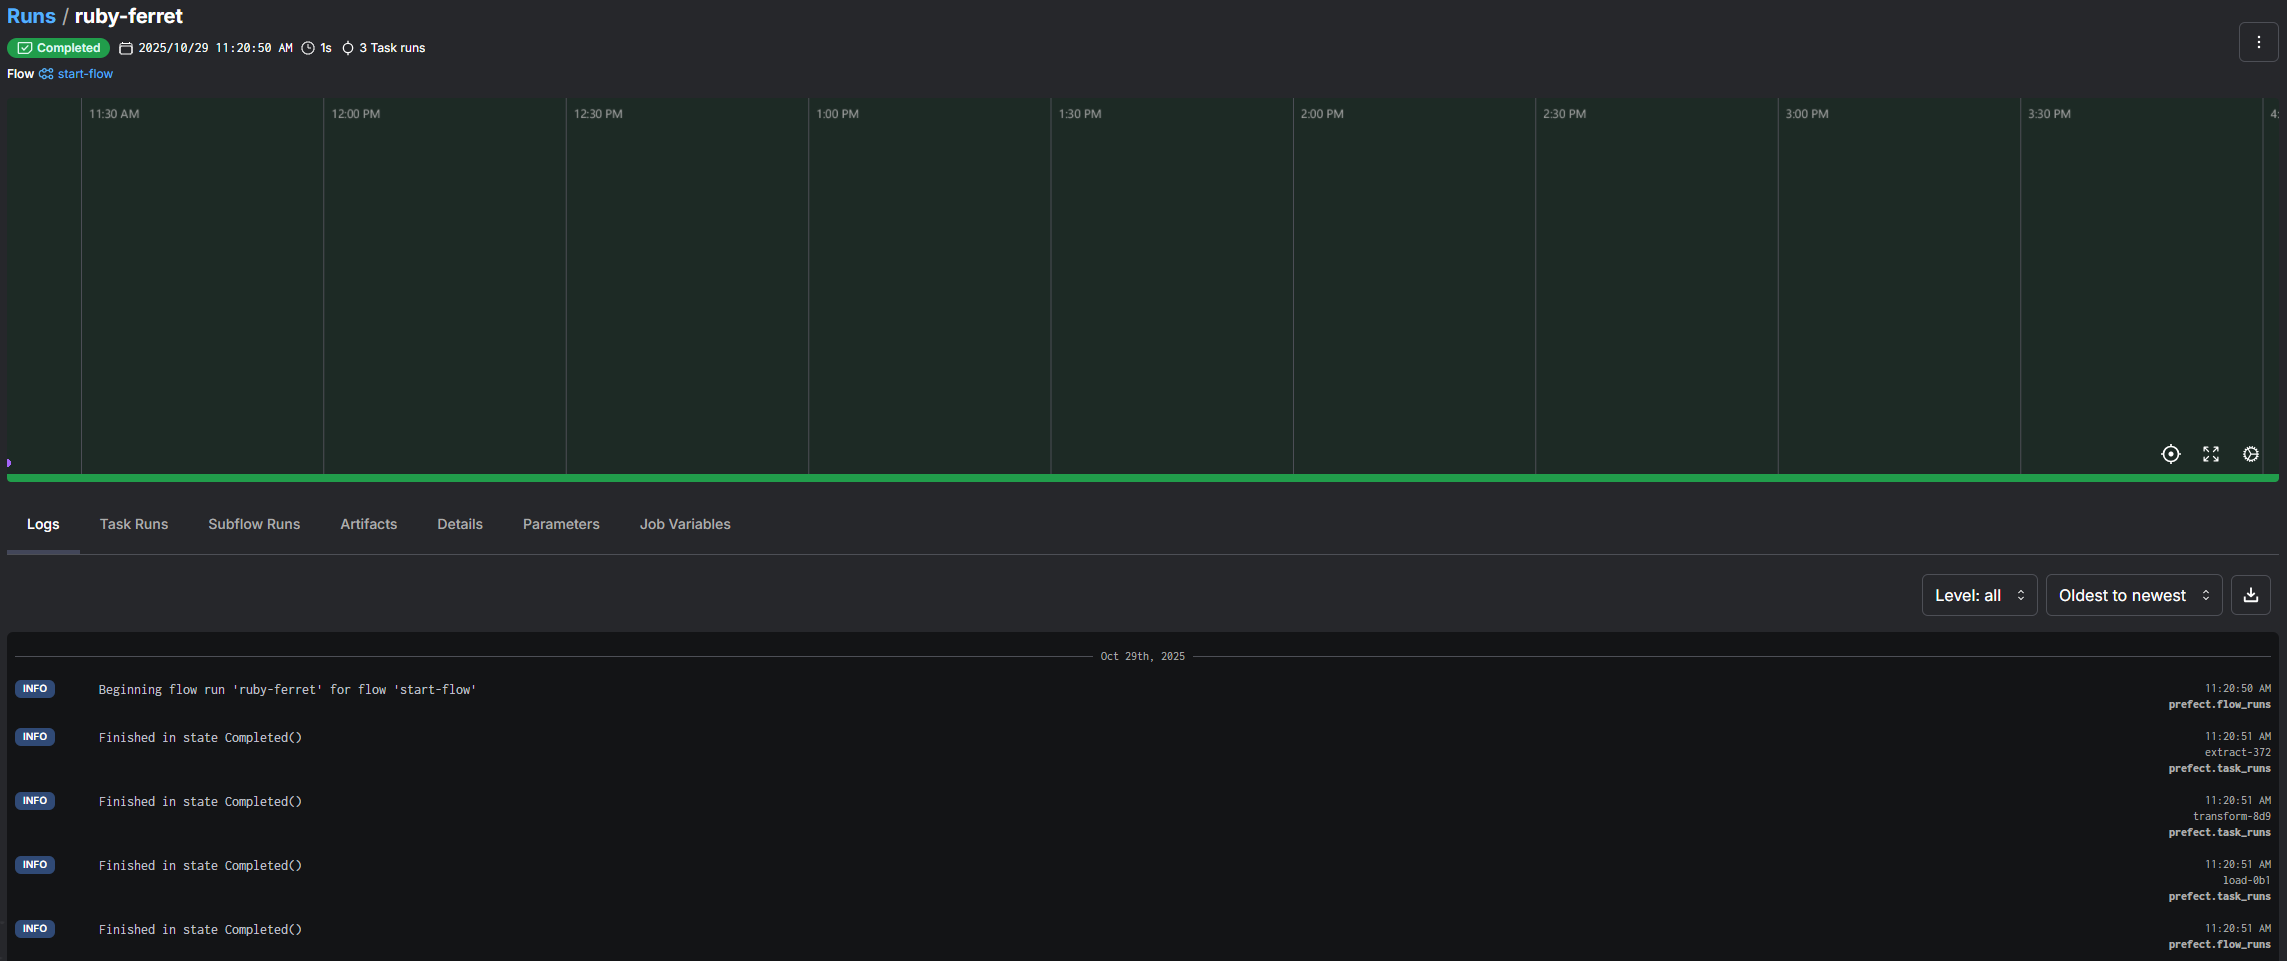 Runs / ruby-ferret
Completed 2025/10/29 11:20:50 AM 1s 3 Task runs
Flow start-flow
11:30 AM 12:00 PM 12:30 PM 1:00 PM 1:30 PM 2:00 PM 2:30 PM 3:00 PM 3:30 PM 4:
Logs Task Runs Subflow Runs Artifacts Details Parameters Job Variables
Level: all Oldest to newest
Oct 29th, 2025
INFO Beginning flow run 'ruby-ferret' for flow 'start-flow' 11:20:50 AM
prefect.flow_runs
INFO Finished in state Completed() 11:20:51 AM
extract-372
prefect.task_runs
INFO Finished in state Completed() 11:20:51 AM
transform-8d9
prefect.task_runs
INFO Finished in state Completed() 11:20:51 AM
load-0b1
prefect.task_runs
INFO Finished in state Completed() 11:20:51 AM
prefect.flow_runs